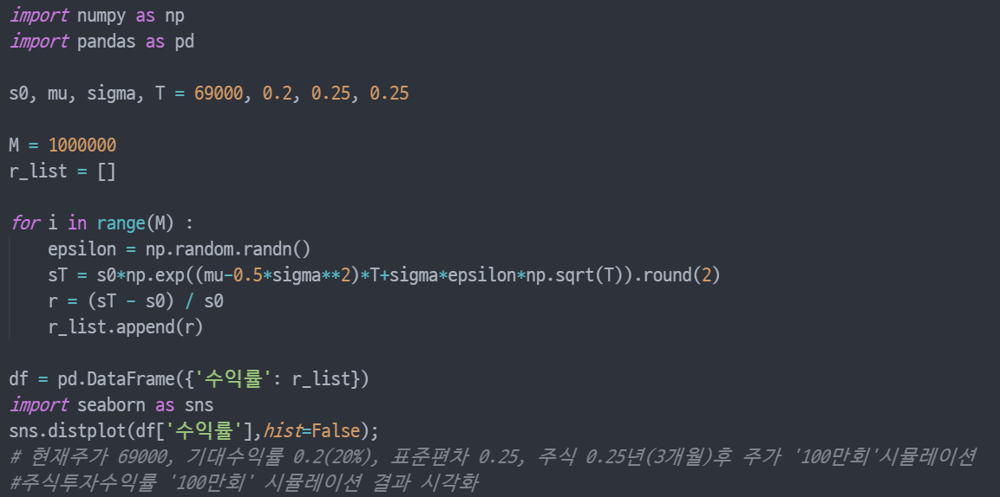 import numpy as np
import pandas as pd

s0, mu, sigma, T = 69000, 0.2, 0.25, 0.25

M = 1000000
r_list = []

for i in range(M) :
    epsilon = np.random.randn()
    sT = s0*np.exp((mu-0.5*sigma**2)*T+sigma*epsilon*np.sqrt(T)).round(2)
    r = (sT - s0) / s0
    r_list.append(r)

df = pd.DataFrame({'수익률': r_list})
import seaborn as sns
sns.distplot(df['수익률'],hist=False);
# 현재주가 69000, 기대수익률 0.2(20%), 표준편차 0.25, 주식 0.25년(3개월)후 주가 '100만회'시뮬레이션
#주식투자수익률 '100만회' 시뮬레이션 결과 시각화